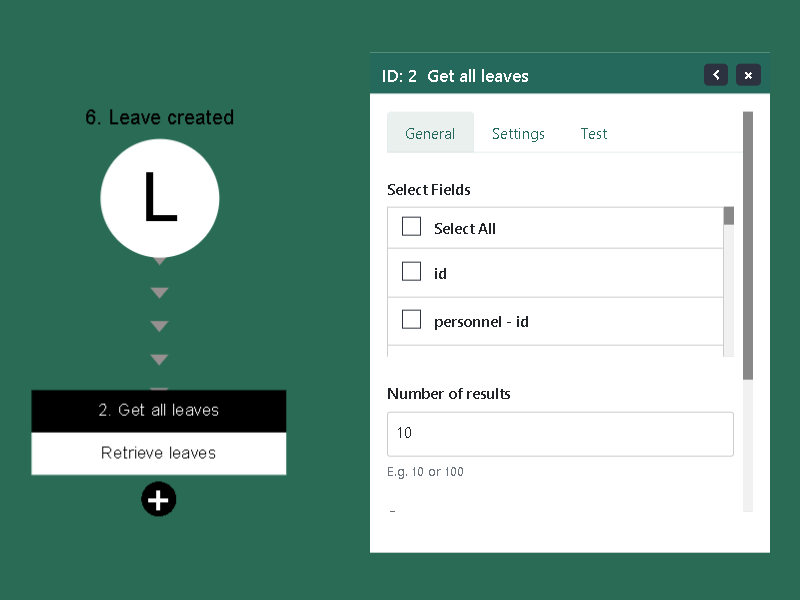 6. Leave created
L
2. Get all leaves
Retrieve leaves
ID: 2 Get all leaves
General Settings Test
Select Fields
Select All
id
personnel - id
Number of results
10
E.g. 10 or 100